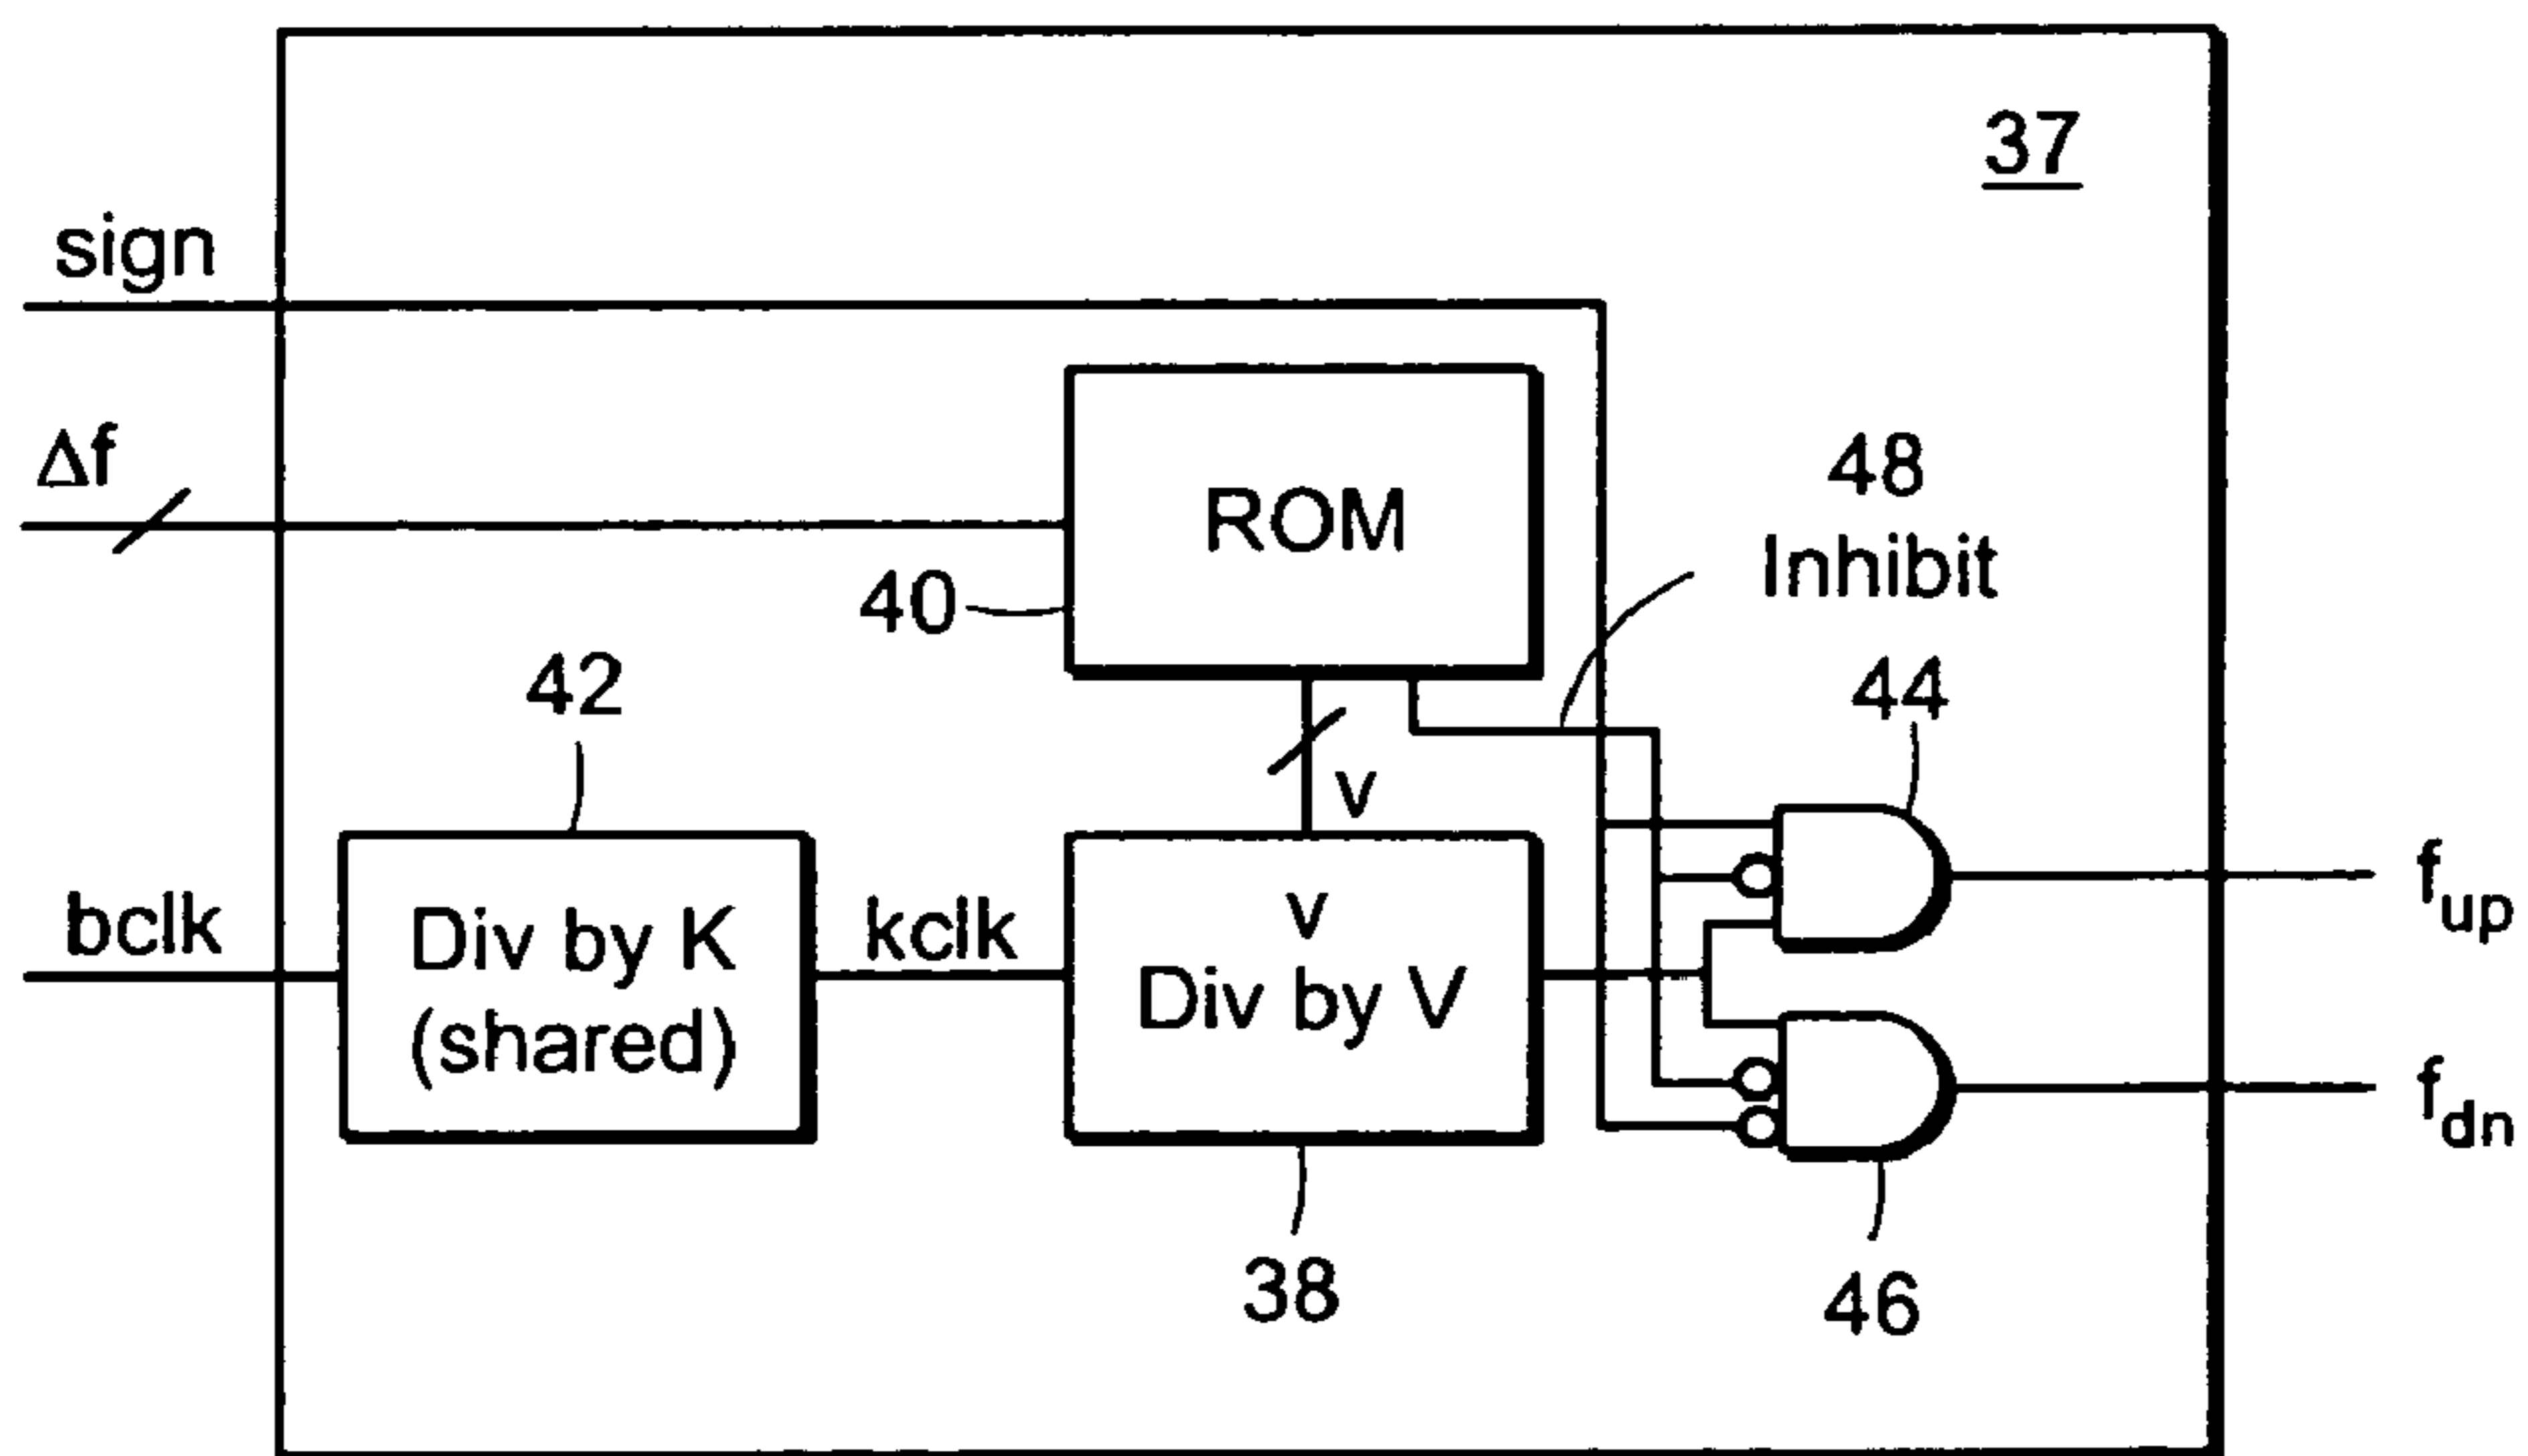 37
sign
Δf
ROM
48
Inhibit
40
42
44
v
bclk
Div by K
(shared)
kclk
v
Div by V
fup
fdn
38
46